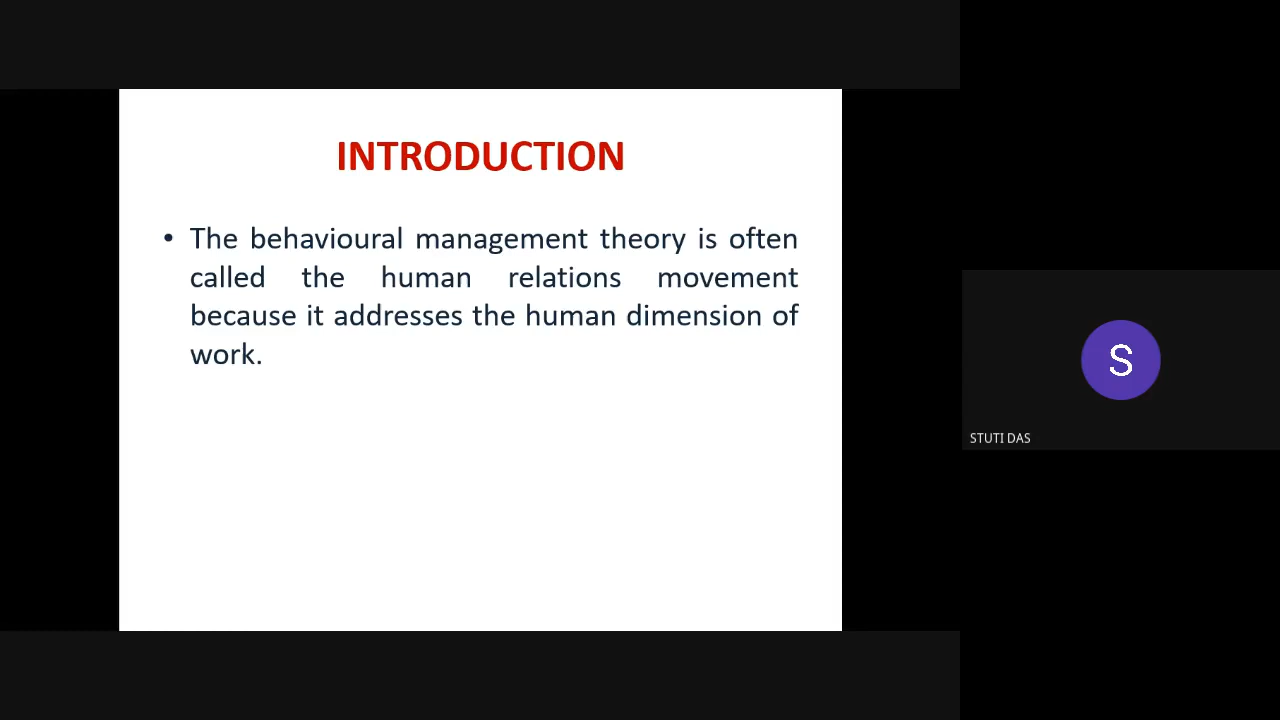 INTRODUCTION
• The behavioural management theory is often
called the human relations movement
because it addresses the human dimension of
work.
S
STUTI DAS